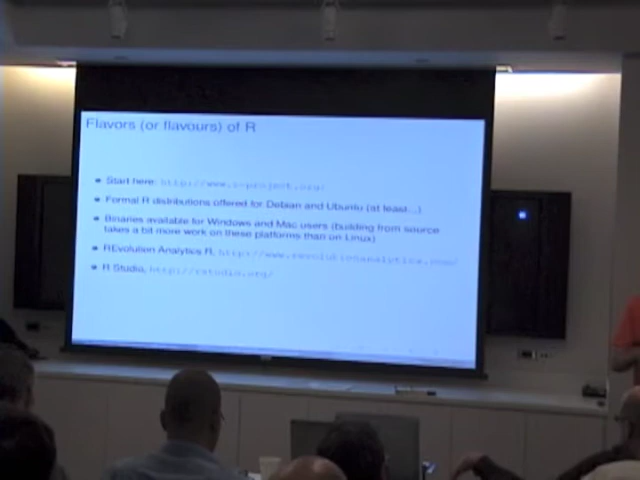 Flavors (or flavours) of R
Start here: http://www.r-project.org/
Formal R distributions offered for Debian and Ubuntu (at least...)
Binaries available for Windows and Mac users (building from source
takes a bit more work on these platforms than on Linux)
REvolution Analytics R, http://www.revolutionanalytics.com/
R Studio, http://rstudio.org/